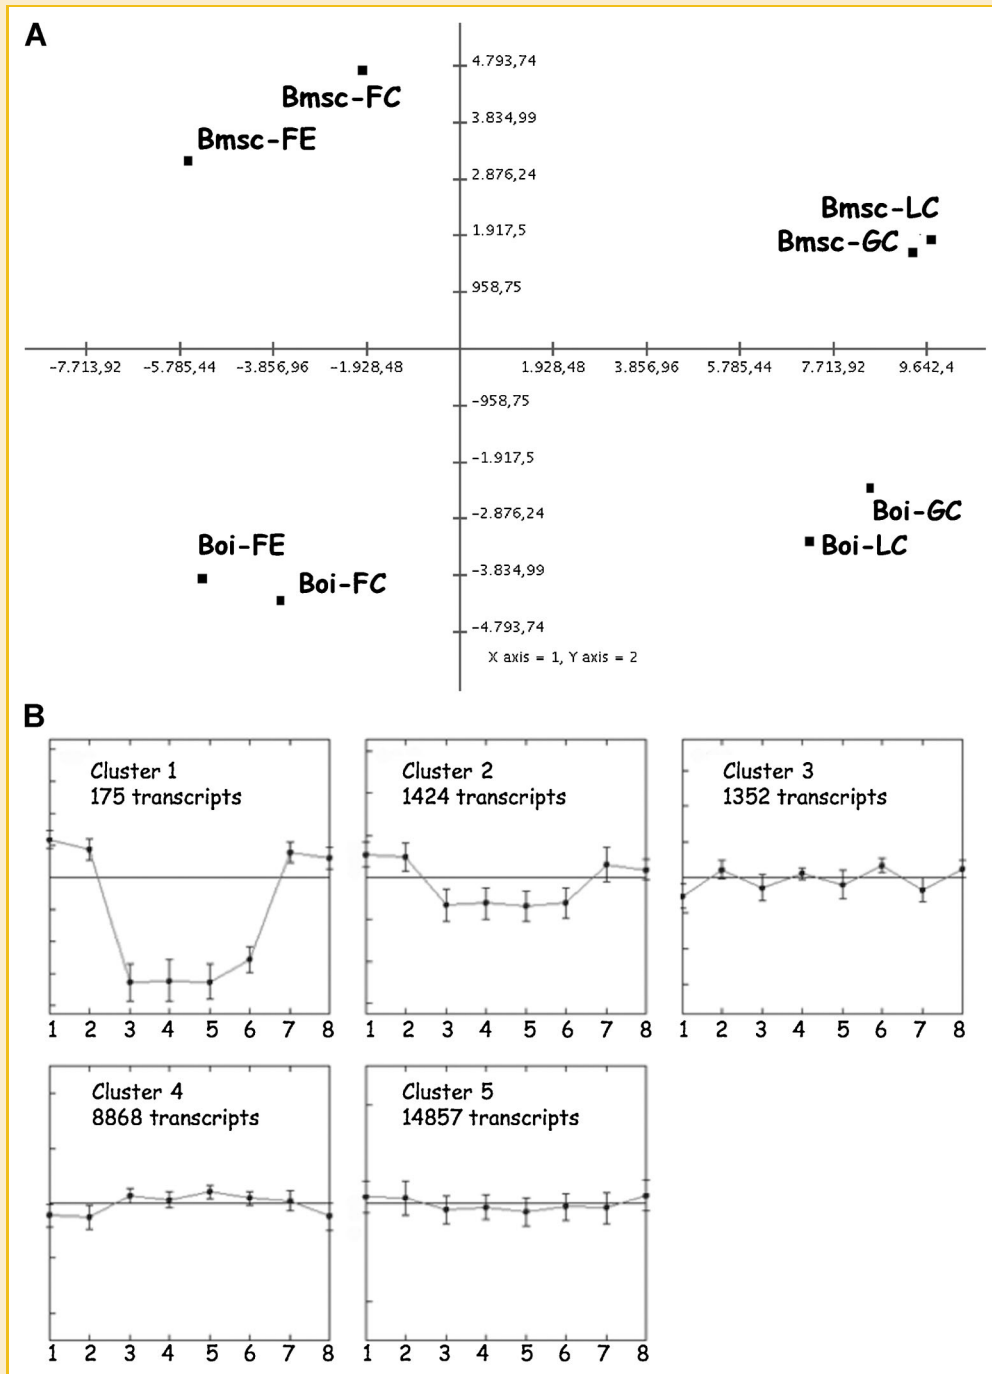 A
4.793,74
Bmsc-FC
3.834,99
Bmsc-FE
2.876,24
Bmsc-LC
1.917,5
Bmsc-GC
958,75
-7.713,92 -5.785,44 -3.856,96 -1.928,48 1.928,48 3.856,96 5.785,44 7.713,92 9.642,4
-958,75
-1.917,5
Boi-GC
-2.876,24
Boi-FE
Boi-LC
-3.834,99
Boi-FC
-4.793,74
X axis = 1, Y axis = 2
B
Cluster 1
175 transcripts
1 2 3 4 5 6 7 8
Cluster 2
1424 transcripts
1 2 3 4 5 6 7 8
Cluster 3
1352 transcripts
1 2 3 4 5 6 7 8
Cluster 4
8868 transcripts
1 2 3 4 5 6 7 8
Cluster 5
14857 transcripts
1 2 3 4 5 6 7 8